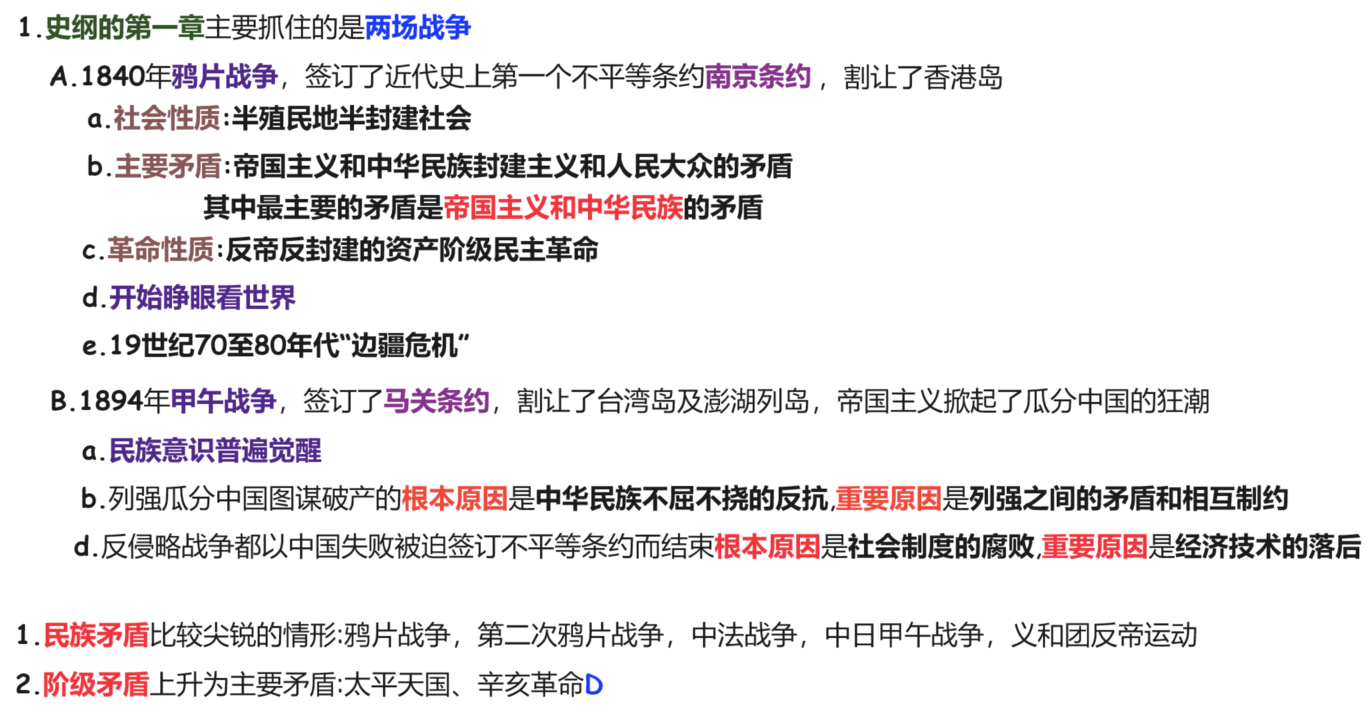 1.史纲的第一章主要抓住的是两场战争
A.1840年鸦片战争，签订了近代史上第一个不平等条约南京条约，割让了香港岛
a.社会性质:半殖民地半封建社会
b.主要矛盾:帝国主义和中华民族封建主义和人民大众的矛盾
其中最主要的矛盾是帝国主义和中华民族的矛盾
c.革命性质:反帝反封建的资产阶级民主革命
d.开始睁眼看世界
e.19世纪70至80年代“边疆危机”
B.1894年甲午战争，签订了马关条约，割让了台湾岛及澎湖列岛，帝国主义掀起了瓜分中国的狂潮
a.民族意识普遍觉醒
b.列强瓜分中国图谋破产的根本原因是中华民族不屈不挠的反抗,重要原因是列强之间的矛盾和相互制约
d.反侵略战争都以中国失败被迫签订不平等条约而结束根本原因是社会制度的腐败,重要原因是经济技术的落后
1.民族矛盾比较尖锐的情形:鸦片战争，第二次鸦片战争，中法战争，中日甲午战争，义和团反帝运动
2.阶级矛盾上升为主要矛盾:太平天国、辛亥革命D